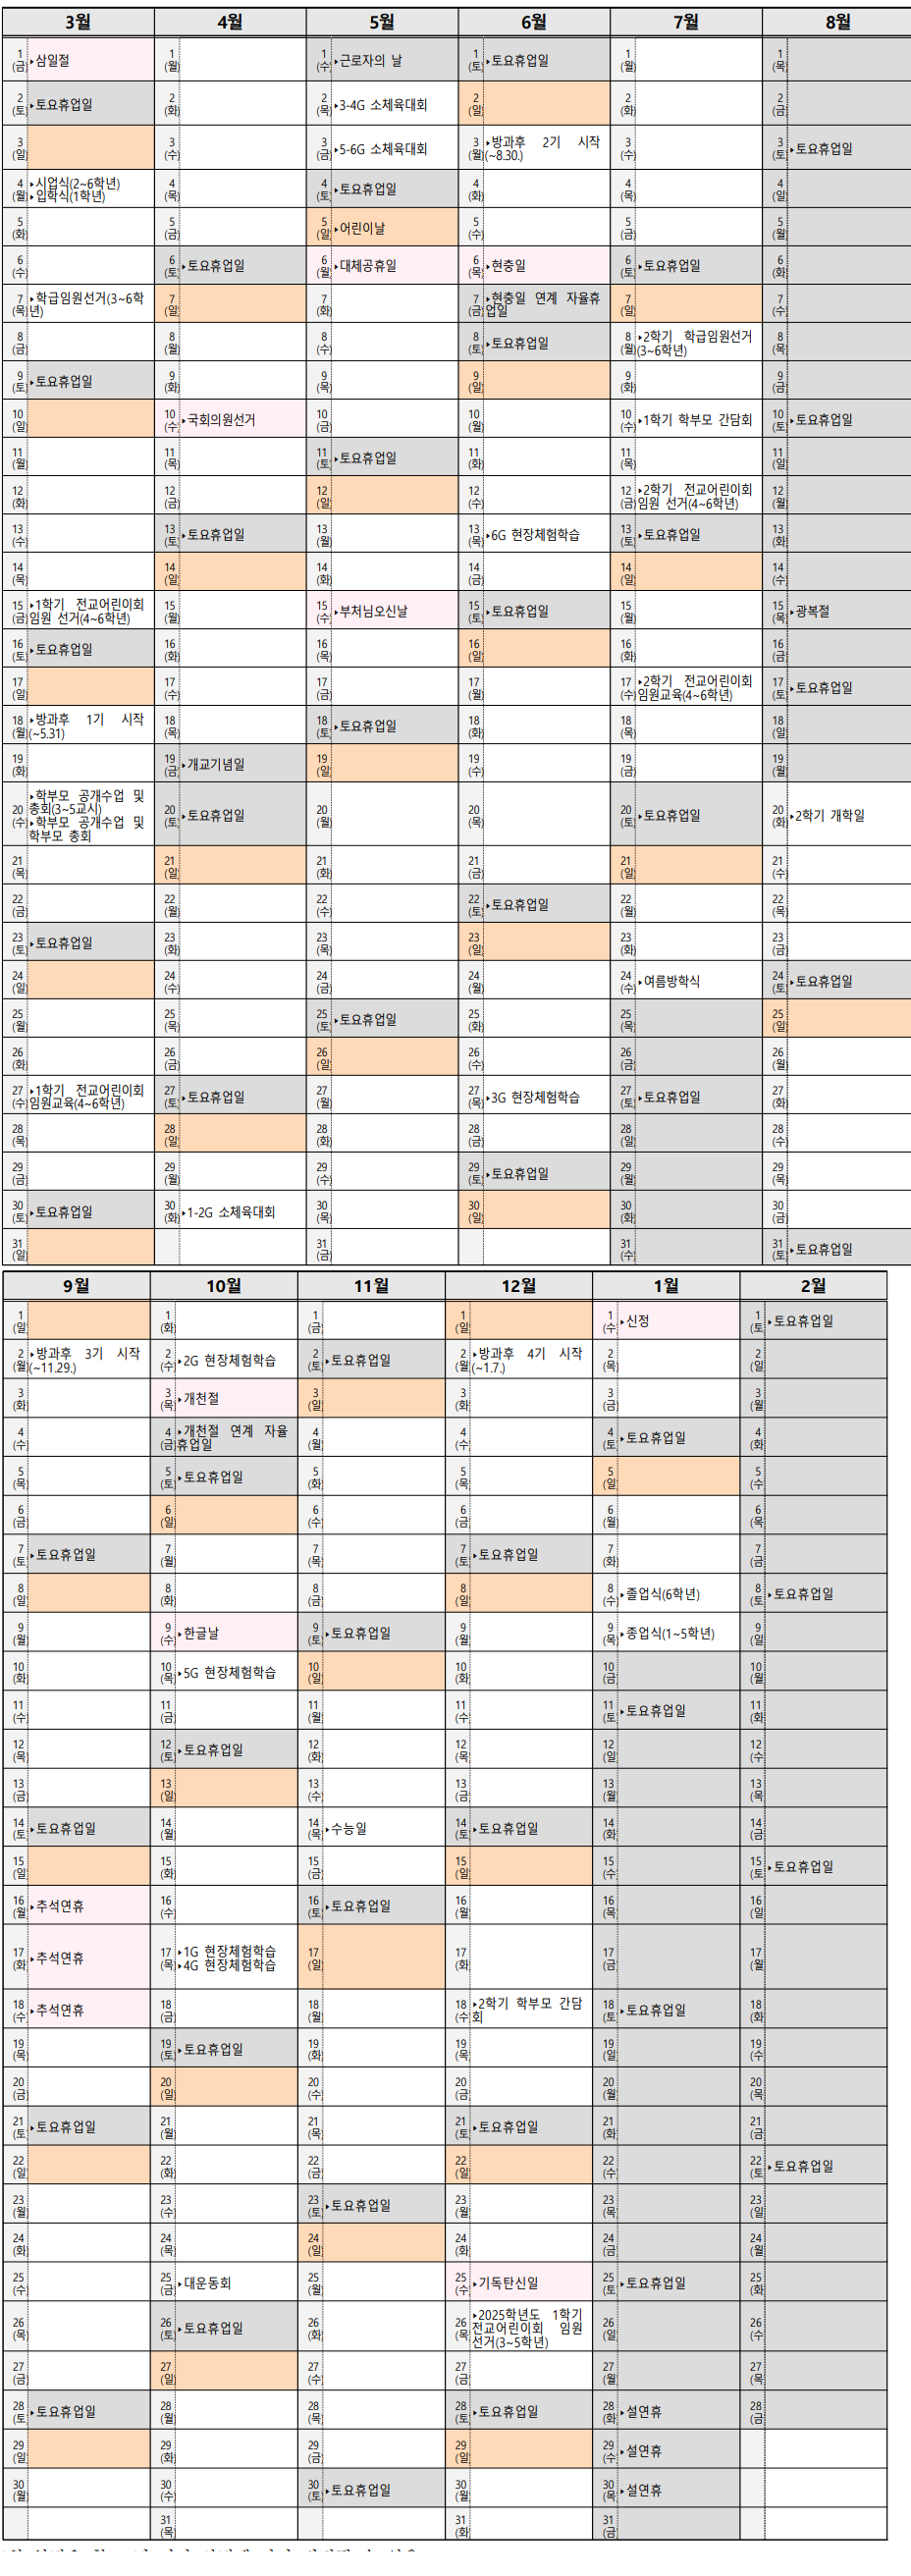 3월
1 (금) ▸삼일절
2 (토) ▸토요휴업일
3 (일)
4 (월) ▸시업식(2~6학년)
▸입학식(1학년)
5 (화)
6 (수)
7 (목) ▸학급임원선거(3~6학
년)
8 (금)
9 (토) ▸토요휴업일
10 (일)
11 (월)
12 (화)
13 (수)
14 (목)
15 (금) ▸1학기 전교어린이회
임원 선거(4~6학년)
16 (토) ▸토요휴업일
17 (일)
18 (월) ▸방과후 1기 시작
(~5.31)
19 (화)
20 (수) ▸학부모 공개수업 및
총회(3~5교시)
▸학부모 공개수업 및
학부모 총회
21 (목)
22 (금)
23 (토) ▸토요휴업일
24 (일)
25 (월)
26 (화)
27 (수) ▸1학기 전교어린이회
임원교육(4~6학년)
28 (목)
29 (금)
30 (토) ▸토요휴업일
31 (일)
4월
1 (월)
2 (화)
3 (수)
4 (목)
5 (금)
6 (토) ▸토요휴업일
7 (일)
8 (월)
9 (화)
10 (수) ▸국회의원선거
11 (목)
12 (금)
13 (토) ▸토요휴업일
14 (일)
15 (월)
16 (화)
17 (수)
18 (목)
19 (금) ▸개교기념일
20 (토) ▸토요휴업일
21 (일)
22 (월)
23 (화)
24 (수)
25 (목)
26 (금)
27 (토) ▸토요휴업일
28 (일)
29 (월)
30 (화) ▸1-2G 소체육대회
5월
1 (수) ▸근로자의 날
2 (목) ▸3-4G 소체육대회
3 (금) ▸5-6G 소체육대회
4 (토) ▸토요휴업일
5 (일) ▸어린이날
6 (월) ▸대체공휴일
7 (화)
8 (수)
9 (목)
10 (금)
11 (토) ▸토요휴업일
12 (일)
13 (월)
14 (화)
15 (수) ▸부처님오신날
16 (목)
17 (금)
18 (토) ▸토요휴업일
19 (일)
20 (월)
21 (화)
22 (수)
23 (목)
24 (금)
25 (토) ▸토요휴업일
26 (일)
27 (월)
28 (화)
29 (수)
30 (목)
31 (금)
6월
1 (토) ▸토요휴업일
2 (일)
3 (월) ▸방과후 2기 시작
(~8.30.)
4 (화)
5 (수)
6 (목) ▸현충일
7 (금) ▸현충일 연계 자율휴
업일
8 (토) ▸토요휴업일
9 (일)
10 (월)
11 (화)
12 (수)
13 (목) ▸6G 현장체험학습
14 (금)
15 (토) ▸토요휴업일
16 (일)
17 (월)
18 (화)
19 (수)
20 (목)
21 (금)
22 (토) ▸토요휴업일
23 (일)
24 (월)
25 (화)
26 (수)
27 (목) ▸3G 현장체험학습
28 (금)
29 (토) ▸토요휴업일
30 (일)
7월
1 (월)
2 (화)
3 (수)
4 (목)
5 (금)
6 (토) ▸토요휴업일
7 (일)
8 (월) ▸2학기 학급임원선거
(3~6학년)
9 (화)
10 (수) ▸1학기 학부모 간담회
11 (목)
12 (금) ▸2학기 전교어린이회
임원 선거(4~6학년)
13 (토) ▸토요휴업일
14 (일)
15 (월)
16 (화)
17 (수) ▸2학기 전교어린이회
임원교육(4~6학년)
18 (목)
19 (금)
20 (토) ▸토요휴업일
21 (일)
22 (월)
23 (화)
24 (수) ▸여름방학식
25 (목)
26 (금)
27 (토) ▸토요휴업일
28 (일)
29 (월)
30 (화)
31 (수)
8월
1 (목)
2 (금)
3 (토) ▸토요휴업일
4 (일)
5 (월)
6 (화)
7 (수)
8 (목)
9 (금)
10 (토) ▸토요휴업일
11 (일)
12 (월)
13 (화)
14 (수)
15 (목) ▸광복절
16 (금)
17 (토) ▸토요휴업일
18 (일)
19 (월)
20 (화) ▸2학기 개학일
21 (수)
22 (목)
23 (금)
24 (토) ▸토요휴업일
25 (일)
26 (월)
27 (화)
28 (수)
29 (목)
30 (금)
31 (토) ▸토요휴업일
9월
1 (일)
2 (월) ▸방과후 3기 시작
(~11.29.)
3 (화)
4 (수)
5 (목)
6 (금)
7 (토) ▸토요휴업일
8 (일)
9 (월)
10 (화)
11 (수)
12 (목)
13 (금)
14 (토) ▸토요휴업일
15 (일)
16 (월) ▸추석연휴
17 (화) ▸추석연휴
18 (수) ▸추석연휴
19 (목)
20 (금)
21 (토) ▸토요휴업일
22 (일)
23 (월)
24 (화)
25 (수)
26 (목)
27 (금)
28 (토) ▸토요휴업일
29 (일)
30 (월)
10월
1 (화)
2 (수) ▸2G 현장체험학습
3 (목) ▸개천절
4 (금) ▸개천절 연계 자율
휴업일
5 (토) ▸토요휴업일
6 (일)
7 (월)
8 (화)
9 (수) ▸한글날
10 (목) ▸5G 현장체험학습
11 (금)
12 (토) ▸토요휴업일
13 (일)
14 (월)
15 (화)
16 (수)
17 (목) ▸1G 현장체험학습
▸4G 현장체험학습
18 (금)
19 (토) ▸토요휴업일
20 (일)
21 (월)
22 (화)
23 (수)
24 (목)
25 (금) ▸대운동회
26 (토) ▸토요휴업일
27 (일)
28 (월)
29 (화)
30 (수)
31 (목)
11월
1 (금)
2 (토) ▸토요휴업일
3 (일)
4 (월)
5 (화)
6 (수)
7 (목)
8 (금)
9 (토) ▸토요휴업일
10 (일)
11 (월)
12 (화)
13 (수)
14 (목) ▸수능일
15 (금)
16 (토) ▸토요휴업일
17 (일)
18 (월)
19 (화)
20 (수)
21 (목)
22 (금)
23 (토) ▸토요휴업일
24 (일)
25 (월)
26 (화)
27 (수)
28 (목)
29 (금)
30 (토) ▸토요휴업일
12월
1 (일)
2 (월) ▸방과후 4기 시작
(~1.7.)
3 (화)
4 (수)
5 (목)
6 (금)
7 (토) ▸토요휴업일
8 (일)
9 (월)
10 (화)
11 (수)
12 (목)
13 (금)
14 (토) ▸토요휴업일
15 (일)
16 (월)
17 (화)
18 (수) ▸2학기 학부모 간담
회
19 (목)
20 (금)
21 (토) ▸토요휴업일
22 (일)
23 (월)
24 (화)
25 (수) ▸기독탄신일
26 (목) ▸2025학년도 1학기
전교어린이회 임원
선거(3~5학년)
27 (금)
28 (토) ▸토요휴업일
29 (일)
30 (월)
31 (화)
1월
1 (수) ▸신정
2 (목)
3 (금)
4 (토) ▸토요휴업일
5 (일)
6 (월)
7 (화)
8 (수) ▸졸업식(6학년)
9 (목) ▸종업식(1~5학년)
10 (금)
11 (토) ▸토요휴업일
12 (일)
13 (월)
14 (화)
15 (수)
16 (목)
17 (금)
18 (토) ▸토요휴업일
19 (일)
20 (월)
21 (화)
22 (수)
23 (목)
24 (금)
25 (토) ▸토요휴업일
26 (일)
27 (월)
28 (화) ▸설연휴
29 (수) ▸설연휴
30 (목) ▸설연휴
31 (금)
2월
1 (토) ▸토요휴업일
2 (일)
3 (월)
4 (화)
5 (수)
6 (목)
7 (금)
8 (토) ▸토요휴업일
9 (일)
10 (월)
11 (화)
12 (수)
13 (목)
14 (금)
15 (토) ▸토요휴업일
16 (일)
17 (월)
18 (화)
19 (수)
20 (목)
21 (금)
22 (토) ▸토요휴업일
23 (일)
24 (월)
25 (화)
26 (수)
27 (목)
28 (금)